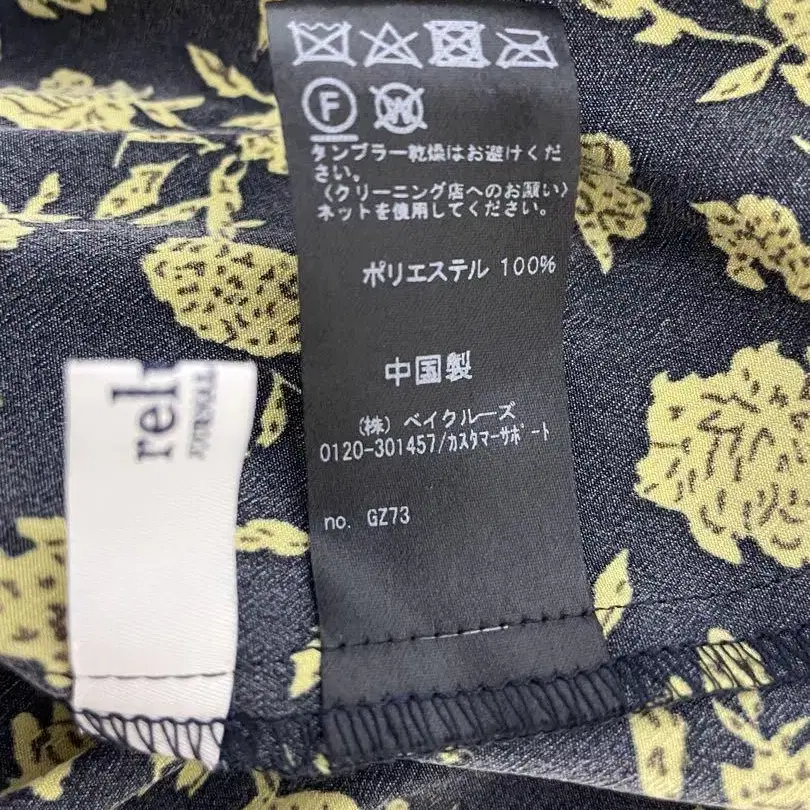 F
W
タンブラー乾燥はお避けくだ
さい。
〈クリーニング店へのお願い〉
ネットを使用してください。
ポリエステル 100%
中国製
(株) ベイクルーズ
0120-301457/カスタマーサポート
no. GZ73
rel
JOURNAL